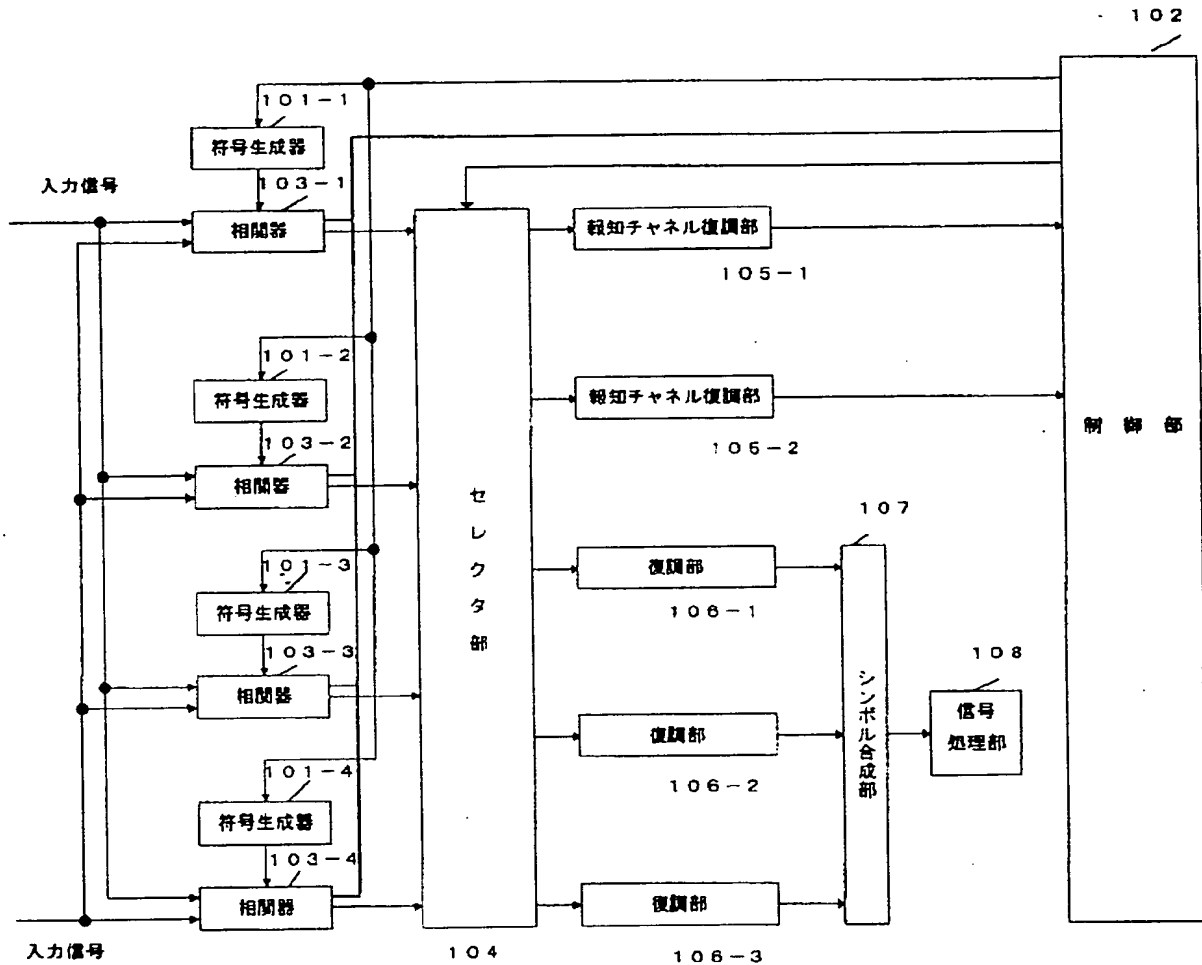 102
101-1
符号生成器
入力信号
103-1
相関器
報知チャネル復調部
105-1
101-2
符号生成器
103-2
相関器
報知チャネル復調部
105-2
制御部
セレクタ部
107
101-3
符号生成器
復調部
106-1
103-3
相関器
シンボル合成部
108
信号
処理部
復調部
106-2
101-4
符号生成器
103-4
相関器
復調部
入力信号
104
106-3